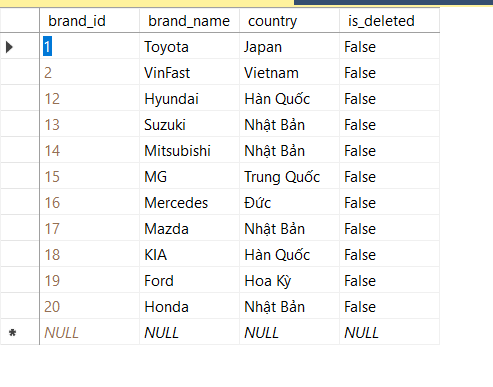 brand_id brand_name country is_deleted
1 Toyota Japan False
2 VinFast Vietnam False
12 Hyundai Hàn Quốc False
13 Suzuki Nhật Bản False
14 Mitsubishi Nhật Bản False
15 MG Trung Quốc False
16 Mercedes Đức False
17 Mazda Nhật Bản False
18 KIA Hàn Quốc False
19 Ford Hoa Kỳ False
20 Honda Nhật Bản False
* NULL NULL NULL NULL